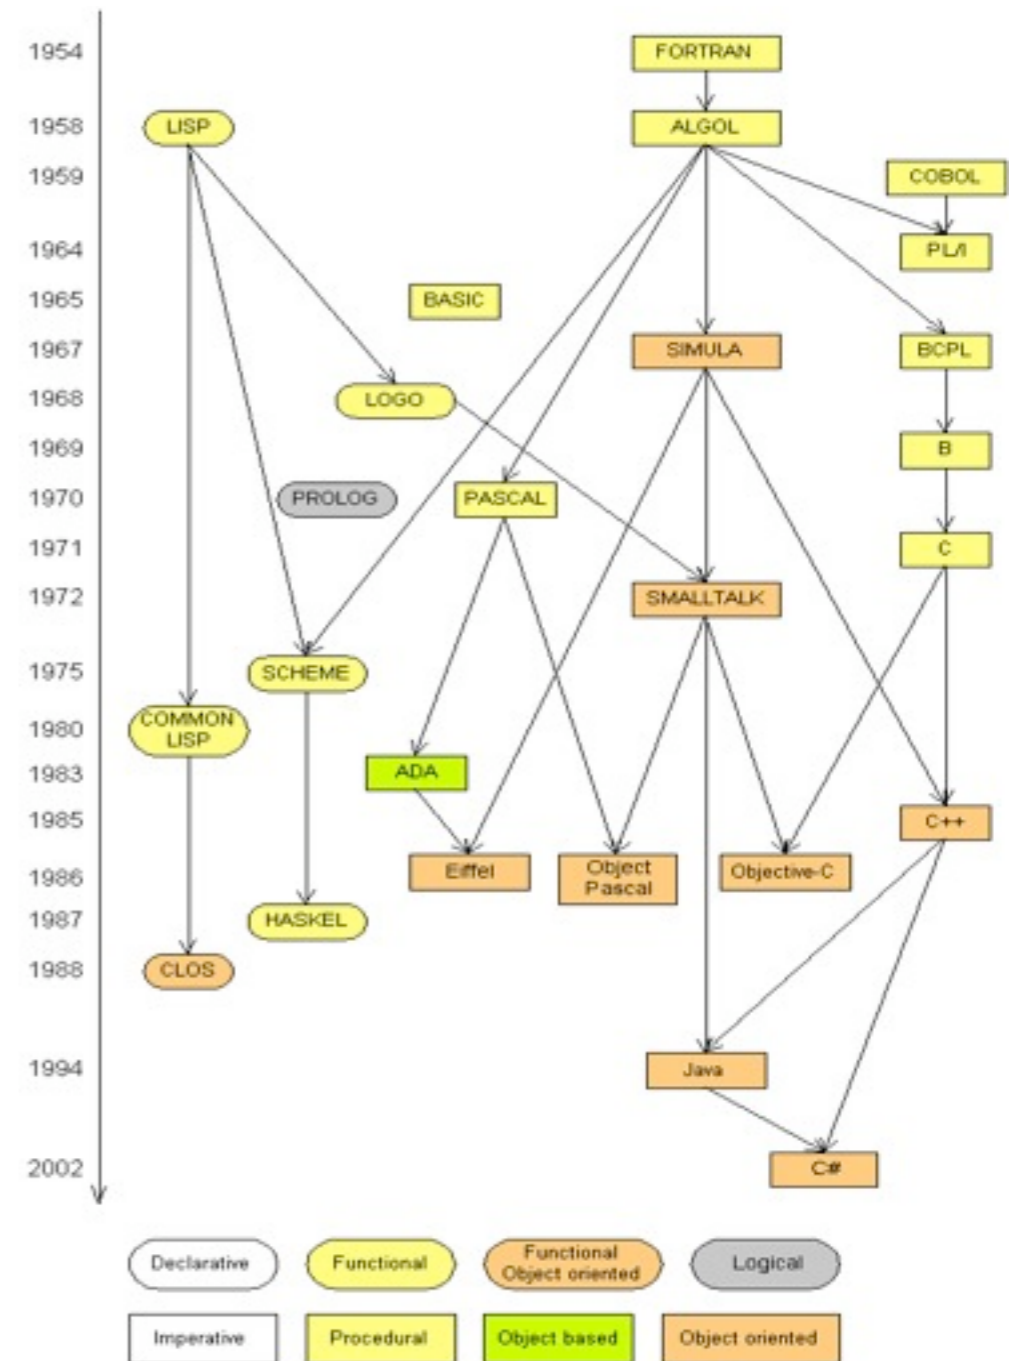 1954
FORTRAN
1958
LISP
ALGOL
1959
COBOL
1964
PL/I
1965
BASIC
1967
SIMULA
BCPL
1968
LOGO
1969
B
1970
PROLOG
PASCAL
1971
C
1972
SMALLTALK
1975
SCHEME
1980
COMMON
LISP
1983
ADA
1985
C++
1986
Eiffel
Object
Pascal
Objective-C
1987
HASKEL
1988
CLOS
1994
Java
2002
C#
Declarative
Functional
Functional
Object oriented
Logical
Imperative
Procedural
Object based
Object oriented